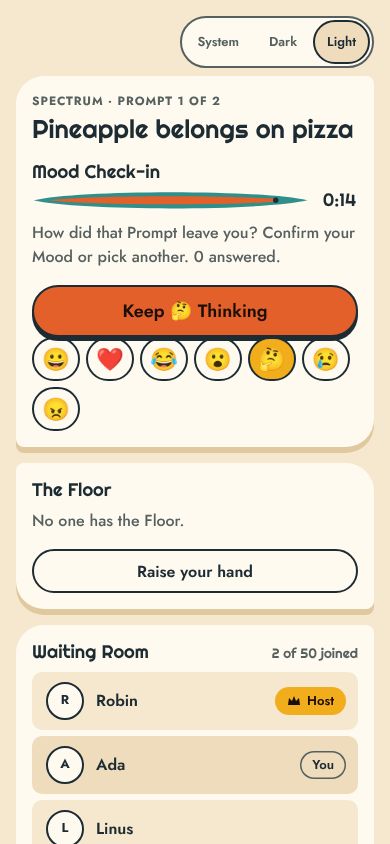 System Dark Light
SPECTRUM · PROMPT 1 OF 2
Pineapple belongs on pizza
Mood Check-in
0:14
How did that Prompt leave you? Confirm your
Mood or pick another. 0 answered.
Keep 🤔 Thinking
😀 ❤️ 😂 😮 🤔 😢
😠
The Floor
No one has the Floor.
Raise your hand
Waiting Room 2 of 50 joined
R Robin Host
A Ada You
L Linus